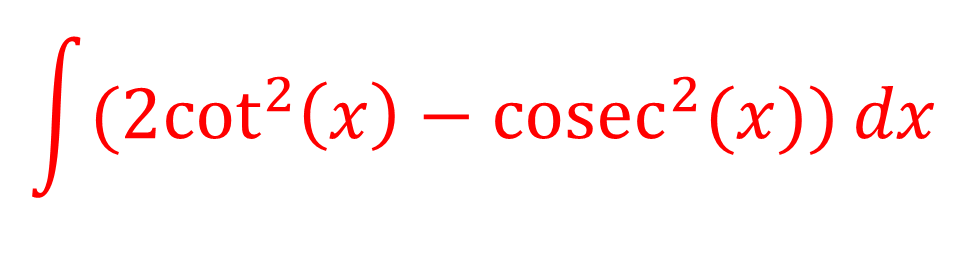 ∫ (2cot²(x) − cosec²(x)) dx